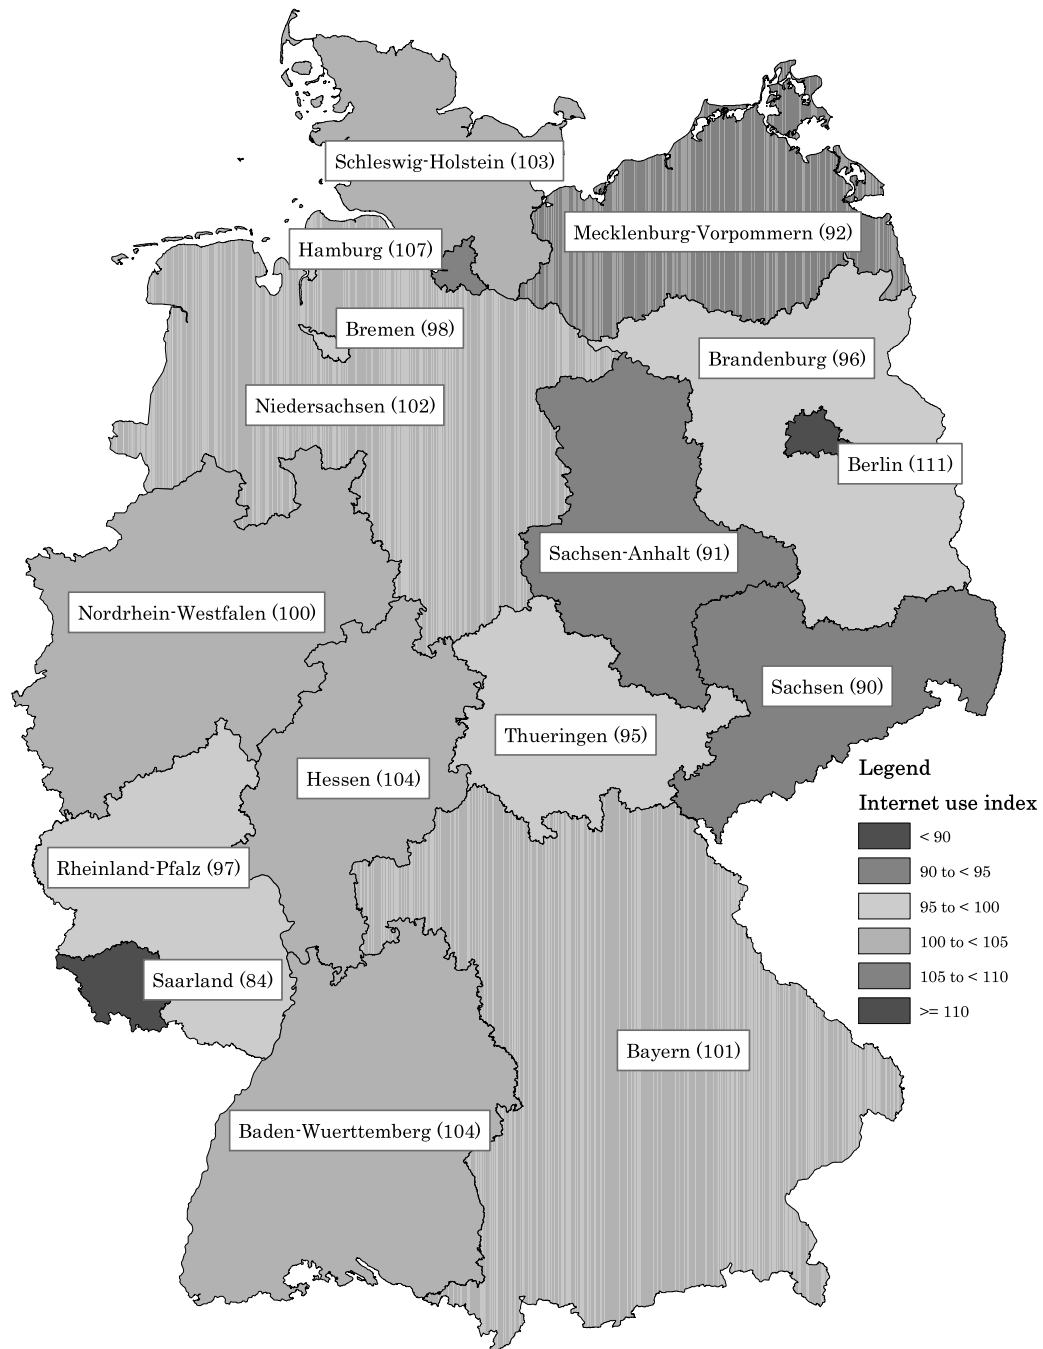 Schleswig-Holstein (103)
Mecklenburg-Vorpommern (92)
Hamburg (107)
Bremen (98)
Brandenburg (96)
Niedersachsen (102)
Berlin (111)
Sachsen-Anhalt (91)
Nordrhein-Westfalen (100)
Sachsen (90)
Thueringen (95)
Hessen (104)
Rheinland-Pfalz (97)
Saarland (84)
Bayern (101)
Baden-Wuerttemberg (104)
Legend
Internet use index
< 90
90 to < 95
95 to < 100
100 to < 105
105 to < 110
>= 110